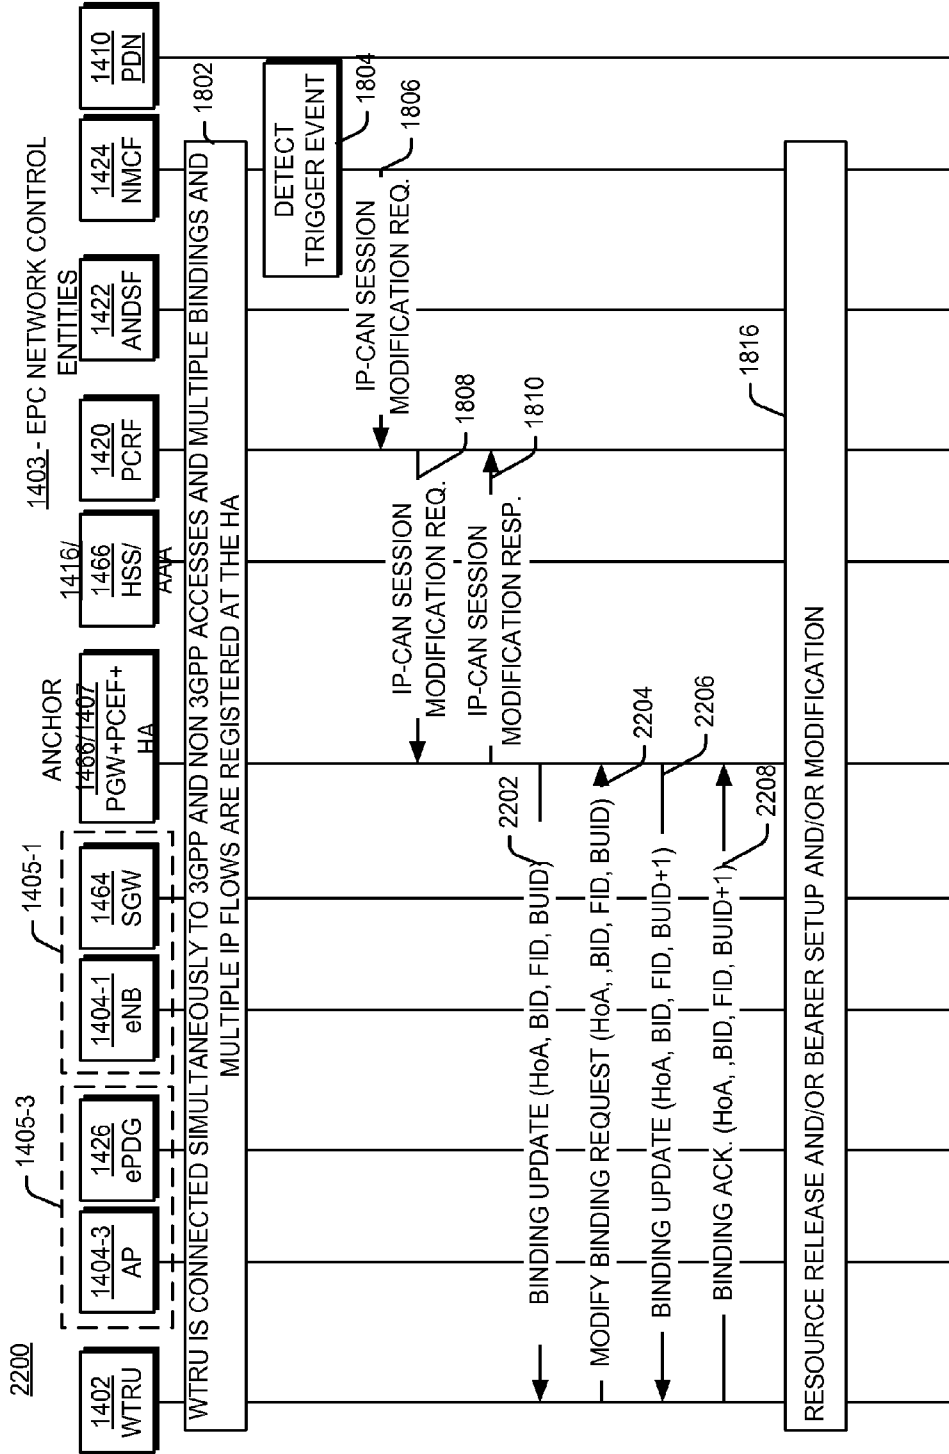 2200
1402
WTRU
1405-3
1404-3
AP
1426
ePDG
1405-1
1404-1
eNB
1464
SGW
ANCHOR
1466/1407
PGW+PCEF+
HA
1416/
1466
HSS/
AAA
1403 - EPC NETWORK CONTROL
ENTITIES
1420
PCRF
1422
ANDSF
1424
NMCF
1410
PDN
WTRU IS CONNECTED SIMULTANEOUSLY TO 3GPP AND NON 3GPP ACCESSES AND MULTIPLE BINDINGS AND
MULTIPLE IP FLOWS ARE REGISTERED AT THE HA
1802
DETECT
TRIGGER EVENT
1804
IP-CAN SESSION
MODIFICATION REQ.
1806
IP-CAN SESSION
MODIFICATION REQ.
1808
IP-CAN SESSION
MODIFICATION RESP.
1810
2202
BINDING UPDATE (HoA, BID, FID, BUID)
MODIFY BINDING REQUEST (HoA, ,BID, FID, BUID)
2204
BINDING UPDATE (HoA, BID, FID, BUID+1)
2206
BINDING ACK. (HoA, ,BID, FID, BUID+1)
2208
1816
RESOURCE RELEASE AND/OR BEARER SETUP AND/OR MODIFICATION